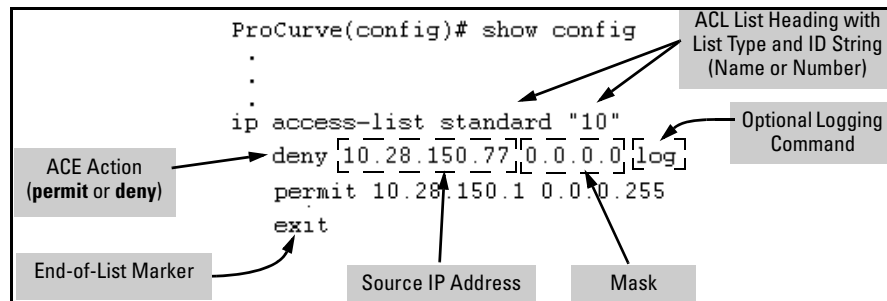 ProCurve(config)# show config
.
.
.
ip access-list standard "10"
deny 10.28.150.77 0.0.0.0 log
permit 10.28.150.1 0.0.0.255
exit
ACL List Heading with
List Type and ID String
(Name or Number)
Optional Logging
Command
ACE Action
(permit or deny)
End-of-List Marker
Source IP Address
Mask